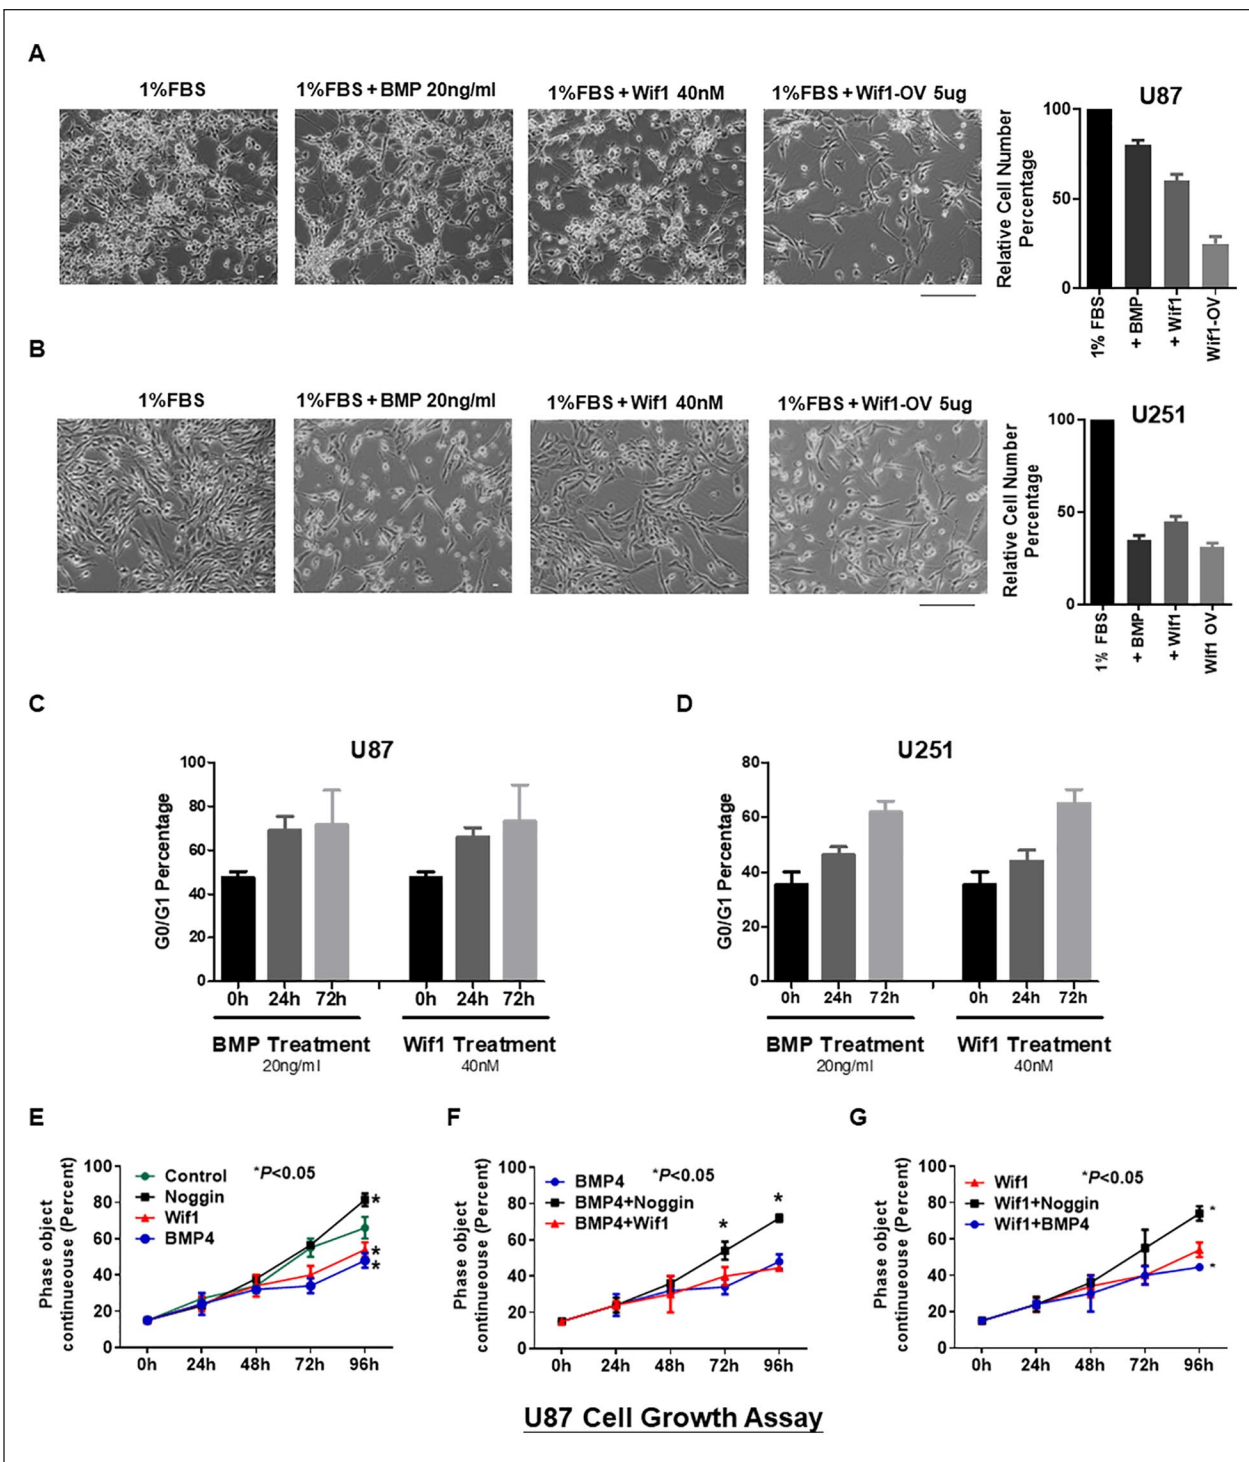 A
1%FBS
1%FBS + BMP 20ng/ml
1%FBS + Wif1 40nM
1%FBS + Wif1-OV 5ug
U87
Relative Cell Number
Percentage
100
50
0
1% FBS
+ BMP
+ Wif1
Wif1-OV
B
1%FBS
1%FBS + BMP 20ng/ml
1%FBS + Wif1 40nM
1%FBS + Wif1-OV 5ug
U251
Relative Cell Number
Percentage
100
50
0
1% FBS
+ BMP
+ Wif1
Wif1 OV
C
U87
G0/G1 Percentage
100
80
60
40
20
0
0h 24h 72h 0h 24h 72h
BMP Treatment Wif1 Treatment
20ng/ml 40nM
D
U251
G0/G1 Percentage
80
60
40
20
0
0h 24h 72h 0h 24h 72h
BMP Treatment Wif1 Treatment
20ng/ml 40nM
E
Phase object
continueouse (Percent)
100
80
60
40
20
0
Control
Noggin
Wif1
BMP4
*P<0.05
*
*
*
0h 24h 48h 72h 96h
F
Phase object
continueouse (Percent)
100
80
60
40
20
0
BMP4
BMP4+Noggin
BMP4+Wif1
*P<0.05
*
*
0h 24h 48h 72h 96h
G
Phase object
continueouse (Percent)
100
80
60
40
20
0
Wif1
Wif1+Noggin
Wif1+BMP4
*P<0.05
*
*
0h 24h 48h 72h 96h
U87 Cell Growth Assay